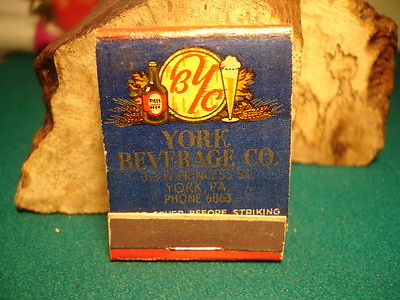 BYC
YORK
BEVERAGE CO.
W. PRINCESS ST.
YORK, PA.
PHONE 6863
COVER BEFORE STRIKING